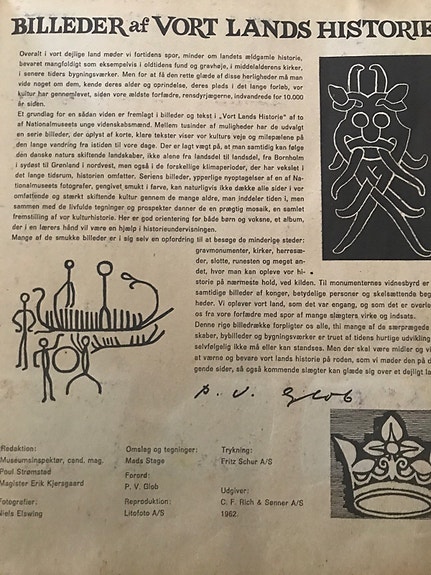 BILLEDER af VORT LANDS HISTORIE
Overalt i vort dejlige land møder vi fortidens spor, minder om landets ældgamle historie,
bevaret mangfoldigt som eksempelvis i oldtidens fund og gravhøje, i middelalderens kirker,
i senere tiders bygningsværker. Men for at få den rette glæde af disse herligheder må man
vide noget om dem, kende deres alder og oprindelse, deres plads i det lange forløb, vor
kultur har gennemlevet, siden vore ældste forfædre, rensdyrjægerne, indvandrede for 10.000
år siden.
Et grundlag for en sådan viden er fremlagt i billeder og tekst i „Vort Lands Historie" af to
af Nationalmuseets unge videnskabsmænd. Mellem tusinder af muligheder har de udvalgt
en serie billeder, der oplyst af korte, klare tekster viser vor kulturs veje og milepælene på
den lange vandring fra istiden til vore dage. Der er lagt vægt på, at man samtidig kan følge
den danske naturs skiftende landskaber, ikke alene fra landsdel til landsdel, fra Bornholm
i sydøst til Grenland i nordvest, men også i de forskellige klimaperioder, der har vekslet i
det lange tidsrum, historien omfatter. Seriens billeder, ypperlige nyoptagelser af en af Na-
tionalmuseets fotografer, gengivet smukt i farve, kan naturligvis ikke dække alle sider i vor
omfattende og stærkt skiftende kultur gennem de mange aldre, man inddeler tiden i, men
sammen med de livfulde tegninger og prospekter danner de en prægtig mosaik, en samlet
fremstilling af vor kulturhistorie. Her er god orientering for både børn og voksne, et album,
der i en lærers hånd vil være en hjælp i historieundervisningen.
Mange af de smukke billeder er i sig selv en opfordring til at besøge de minderige steder:
gravmonumenter, kirker, herresæ-
der, slotte, runesten og meget an-
det, hvor man kan opleve vor hi-
storie på nærmeste hold, ved kilden. Til monumenternes vidnesbyrd er
samtidige billeder af konger, betydelige personer og skelsættende beg
heder. Vi oplever vort land, som det var engang, og som det er overle
os fra vore forfædre med spor af mange slægters virke og indsats.
Denne rige billedrække forpligter os alle, thi mange af de særprægede
skaber, bybilleder og bygningsværker er truet af tidens hurtige udvikling
selvfølgelig ikke må eller kan standses. Men der skal være midler og vi
at værne og bevare vort lands historie på roden, som vi møder den på d
gende sider, så også kommende slægter kan glæde sig over et dejligt la
P. V. Glob
Redaktion:
Museumsinspektør, cand. mag.
Poul Strømstad
Magister Erik Kjersgaard
Fotografier:
Niels Elswing
Omslag og tegninger:
Mads Stage
Forord:
P. V. Glob
Reproduktion:
Litofoto A/S
Trykning:
Fritz Schur A/S
Udgiver:
C. F. Rich & Sønner A/S
1962.